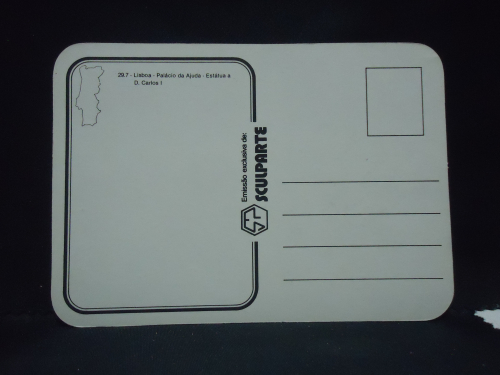 29.7 - Lisboa - Palácio da Ajuda - Estátua a
D. Carlos I
Emissão exclusiva de:
SCULPARTE